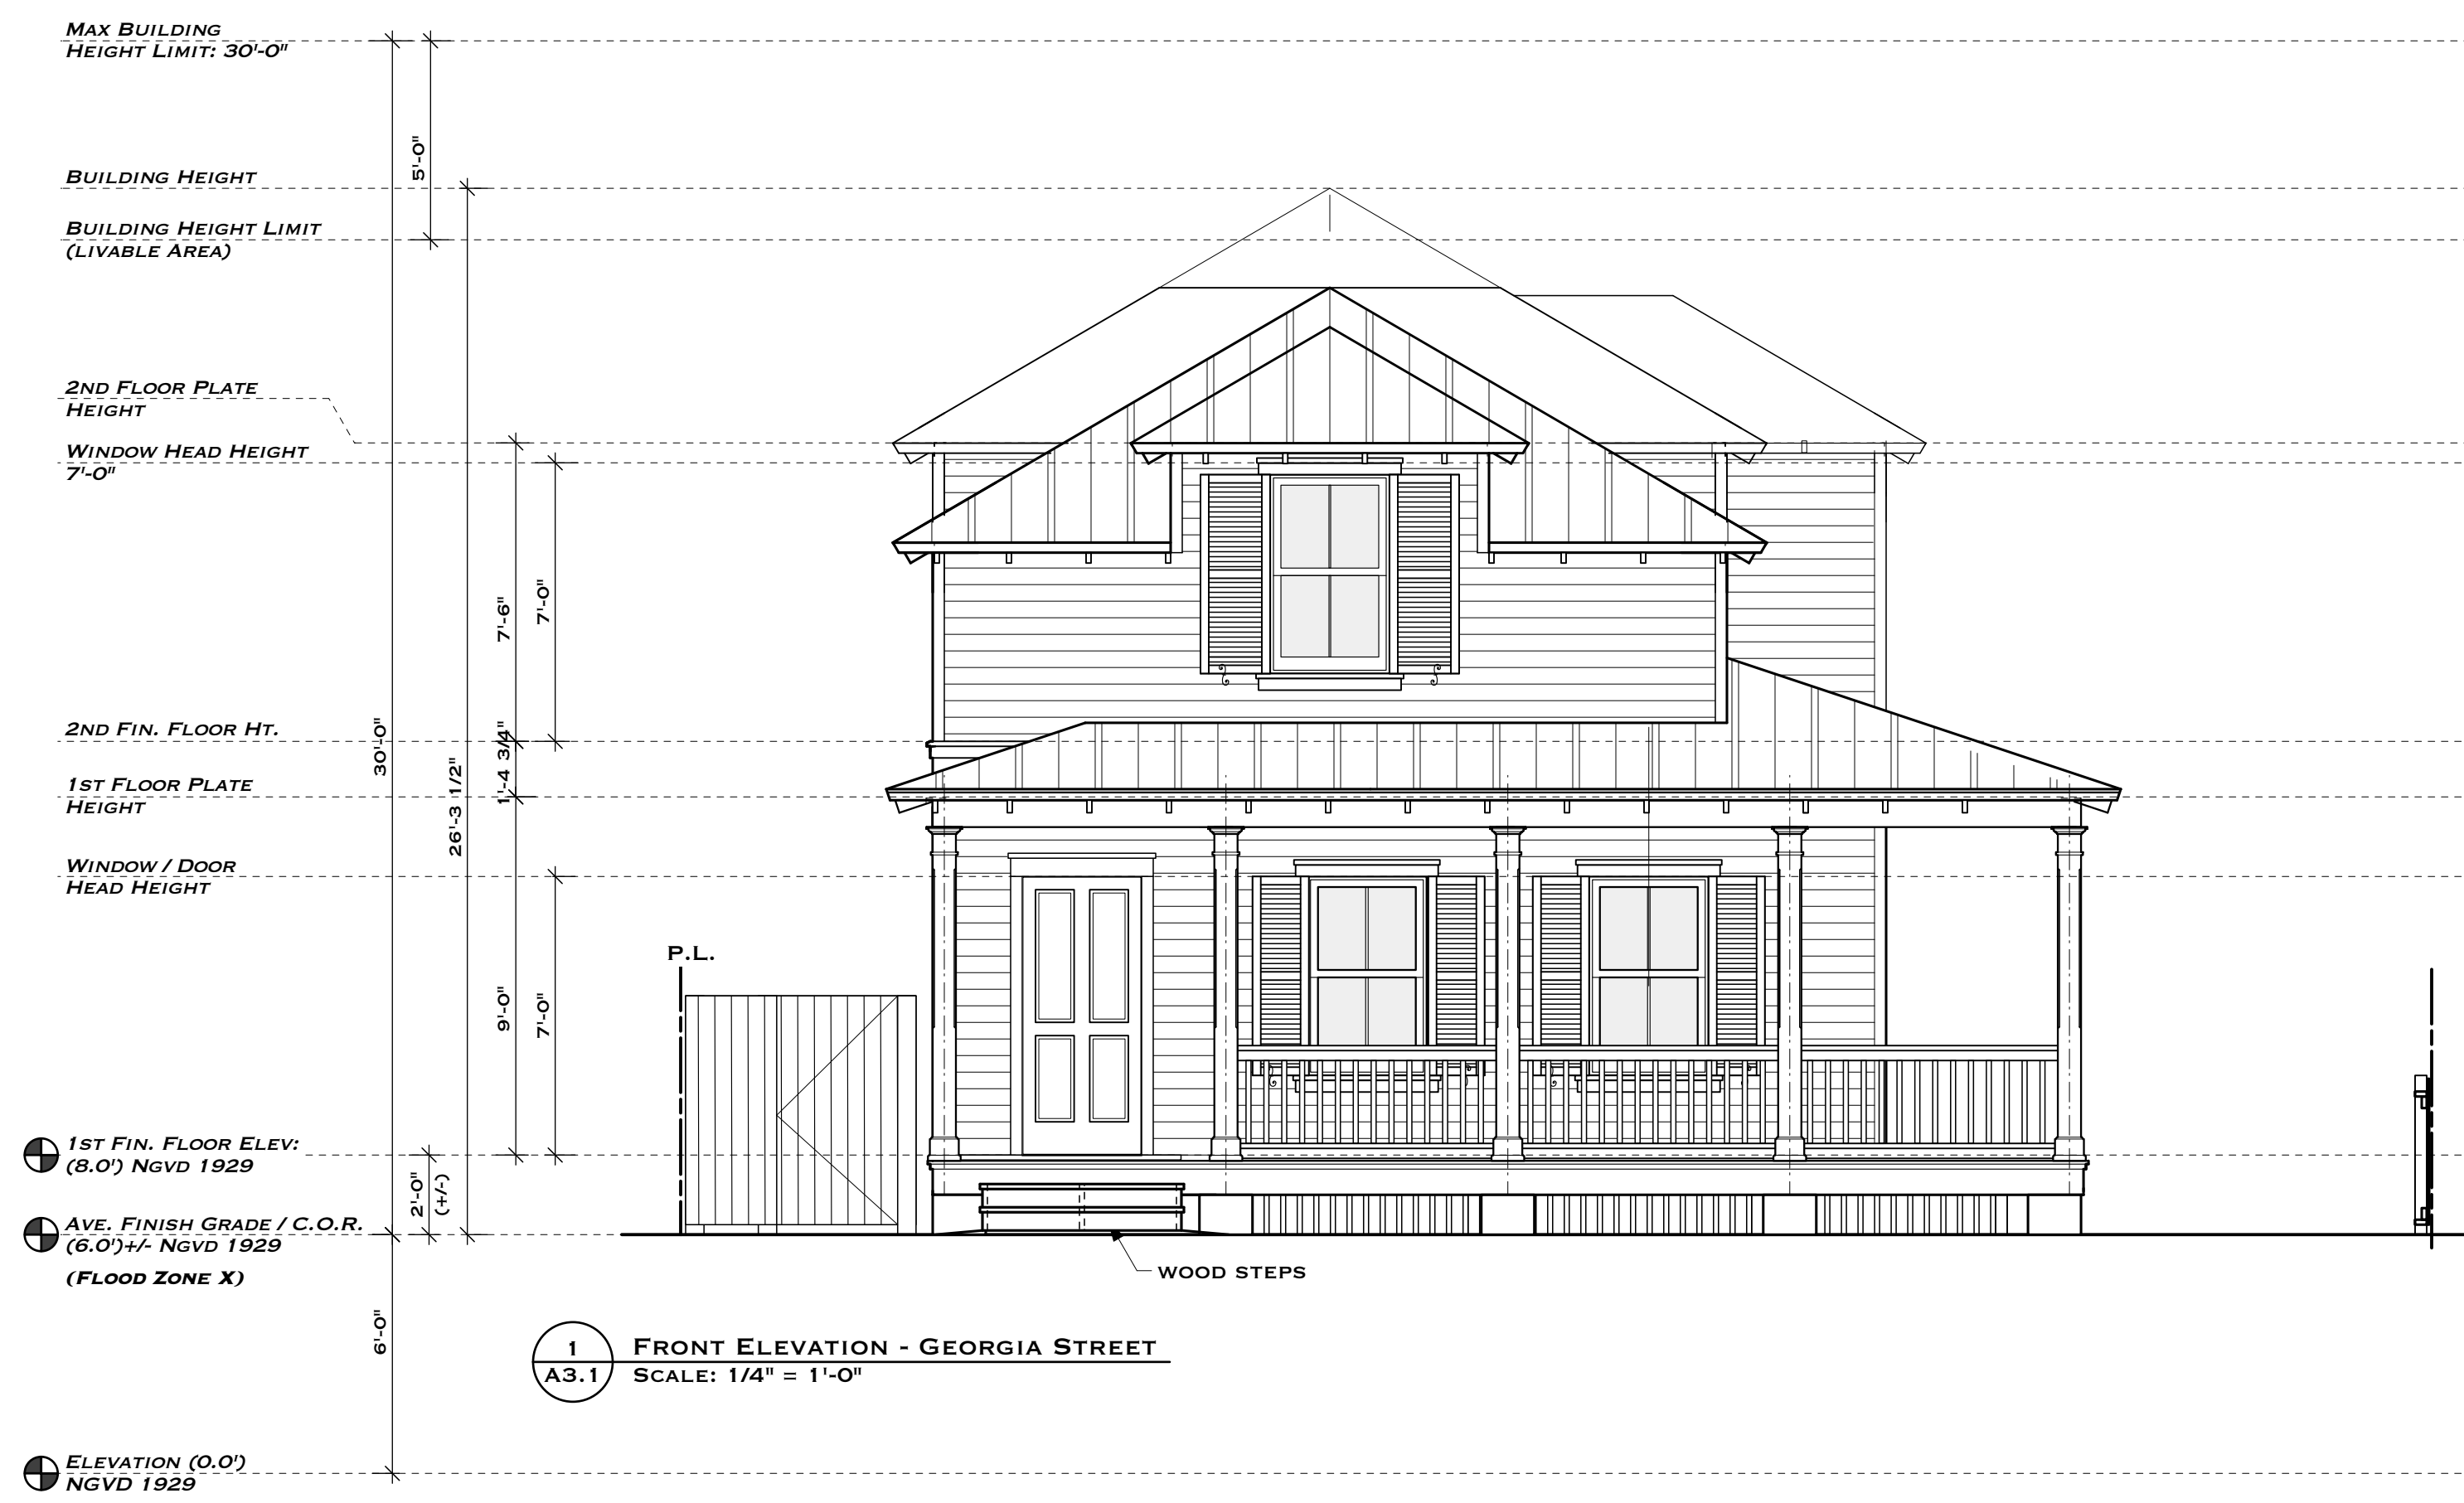 MAX BUILDING
HEIGHT LIMIT: 30'-0"
5'-0"
BUILDING HEIGHT
BUILDING HEIGHT LIMIT
(LIVABLE AREA)
2ND FLOOR PLATE
HEIGHT
WINDOW HEAD HEIGHT
7'-0"
7'-6"
7'-0"
2ND FIN. FLOOR HT.
30'-0"
26'-3 1/2"
1'-4 3/4"
1ST FLOOR PLATE
HEIGHT
WINDOW / DOOR
HEAD HEIGHT
P.L.
9'-0"
7'-0"
1ST FIN. FLOOR ELEV:
(8.0') NGVD 1929
2'-0"
(+/-)
AVE. FINISH GRADE / C.O.R.
(6.0')+/- NGVD 1929
(FLOOD ZONE X)
WOOD STEPS
6'-0"
1
A3.1
FRONT ELEVATION - GEORGIA STREET
SCALE: 1/4" = 1'-0"
ELEVATION (0.0')
NGVD 1929